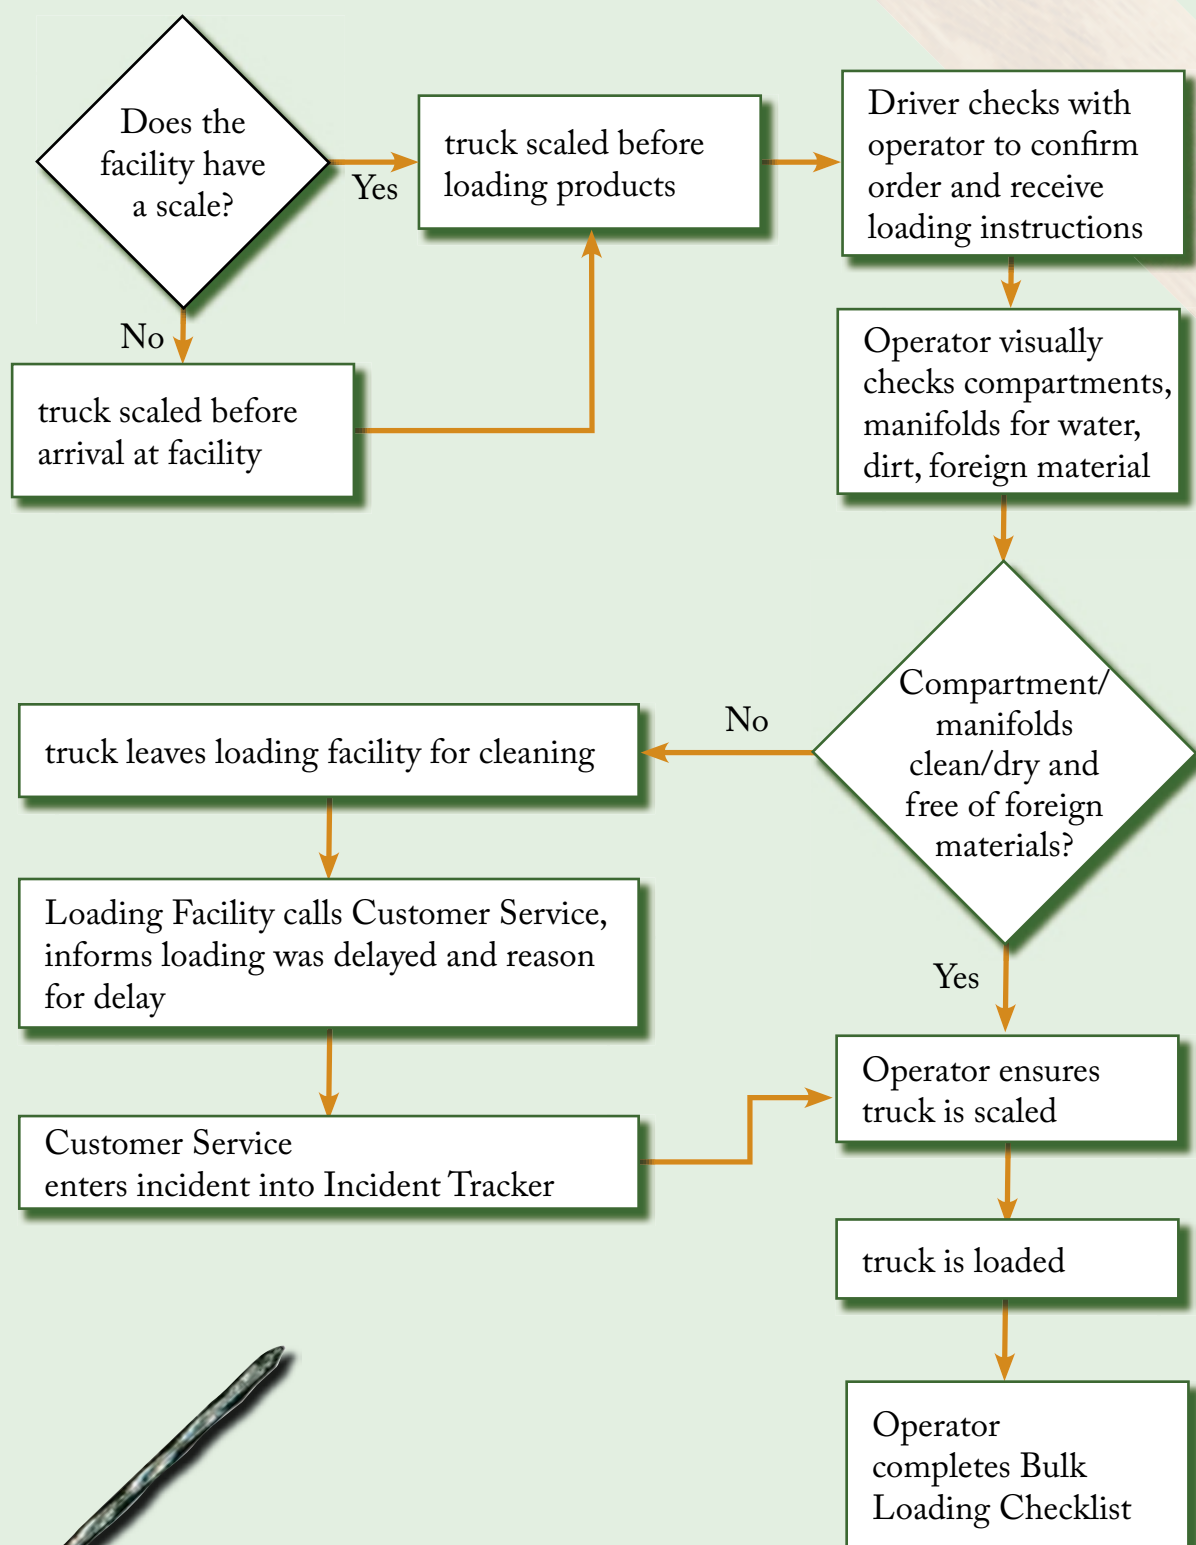 Does the
facility have
a scale?
Yes
truck scaled before
loading products
Driver checks with
operator to confirm
order and receive
loading instructions
No
truck scaled before
arrival at facility
Operator visually
checks compartments,
manifolds for water,
dirt, foreign material
Compartment/
manifolds
clean/dry and
free of foreign
materials?
No
truck leaves loading facility for cleaning
Loading Facility calls Customer Service,
informs loading was delayed and reason
for delay
Customer Service
enters incident into Incident Tracker
Yes
Operator ensures
truck is scaled
truck is loaded
Operator
completes Bulk
Loading Checklist